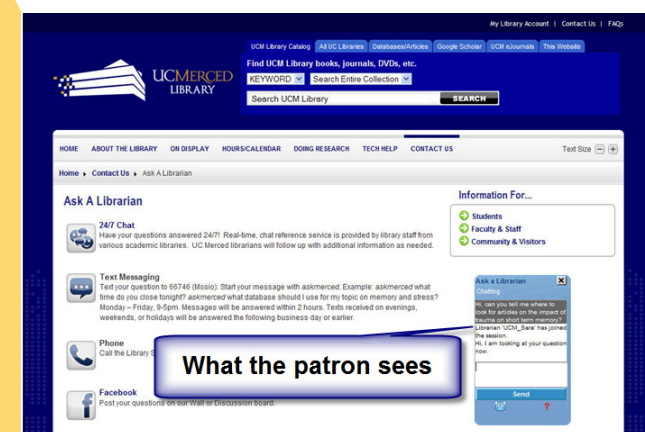 My Library Account | Contact Us | FAQs
UCM Library Catalog All UC Libraries Databases/Articles Google Scholar UCM eJournals This Website
Find UCM Library books, journals, DVDs, etc.
KEYWORD Search Entire Collection
Search UCM Library SEARCH
UCMERCED
LIBRARY
HOME ABOUT THE LIBRARY ON DISPLAY HOURS/CALENDAR DOING RESEARCH TECH HELP CONTACT US Text Size
Home Contact Us Ask A Librarian
Ask A Librarian
24/7 Chat
Have your questions answered 24/7! Real-time, chat reference service is provided by library staff from
various academic libraries. UC Merced librarians will follow up with additional information as needed.
Text Messaging
Text your question to 66746 (Mosio). Start your message with askmerced. Example: askmerced what
time do you close tonight? askmerced what database should I use for my topic on memory and stress?
Monday – Friday, 9-5pm. Messages will be answered within 2 hours. Texts received on evenings,
weekends, or holidays will be answered the following business day or earlier.
Phone
Call the Library S
Facebook
Post your questions on our Wall or Discussion board.
Information For...
Students
Faculty & Staff
Community & Visitors
Ask a Librarian
Chatting
Hi, can you tell me where to
look for articles on the impact of
trauma on short term memory?
Librarian 'UCM_Sara' has joined
the session.
Hi, I am looking at your question
now.
Send
What the patron sees